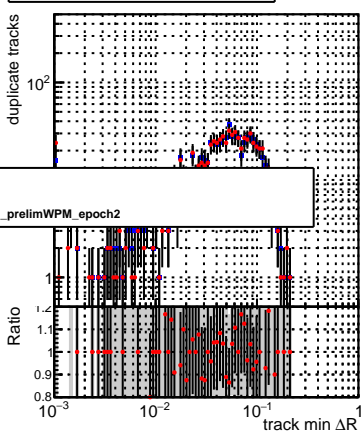 duplicate tracks
10²
_prelimWPM_epoch2
1
Ratio
1.2
1.1
1
0.9
0.8
10⁻³
10⁻²
10⁻¹
1
track min ΔR